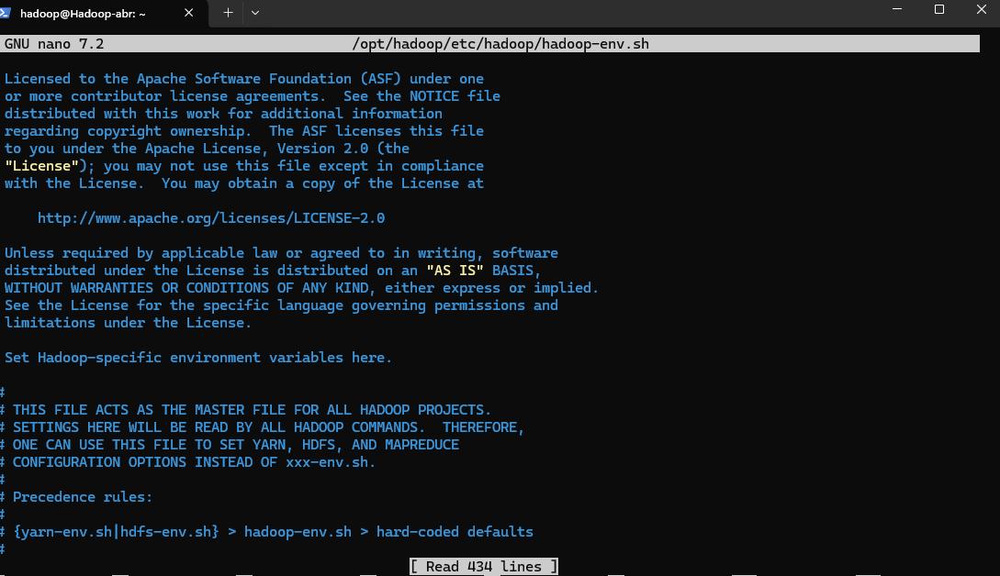 hadoop@Hadoop-abr: ~
GNU nano 7.2 /opt/hadoop/etc/hadoop/hadoop-env.sh
Licensed to the Apache Software Foundation (ASF) under one
or more contributor license agreements.  See the NOTICE file
distributed with this work for additional information
regarding copyright ownership.  The ASF licenses this file
to you under the Apache License, Version 2.0 (the
"License"); you may not use this file except in compliance
with the License.  You may obtain a copy of the License at
http://www.apache.org/licenses/LICENSE-2.0
Unless required by applicable law or agreed to in writing, software
distributed under the License is distributed on an "AS IS" BASIS,
WITHOUT WARRANTIES OR CONDITIONS OF ANY KIND, either express or implied.
See the License for the specific language governing permissions and
limitations under the License.
Set Hadoop-specific environment variables here.
#
# THIS FILE ACTS AS THE MASTER FILE FOR ALL HADOOP PROJECTS.
# SETTINGS HERE WILL BE READ BY ALL HADOOP COMMANDS.  THEREFORE,
# ONE CAN USE THIS FILE TO SET YARN, HDFS, AND MAPREDUCE
# CONFIGURATION OPTIONS INSTEAD OF xxx-env.sh.
#
# Precedence rules:
#
# {yarn-env.sh|hdfs-env.sh} > hadoop-env.sh > hard-coded defaults
#
[ Read 434 lines ]